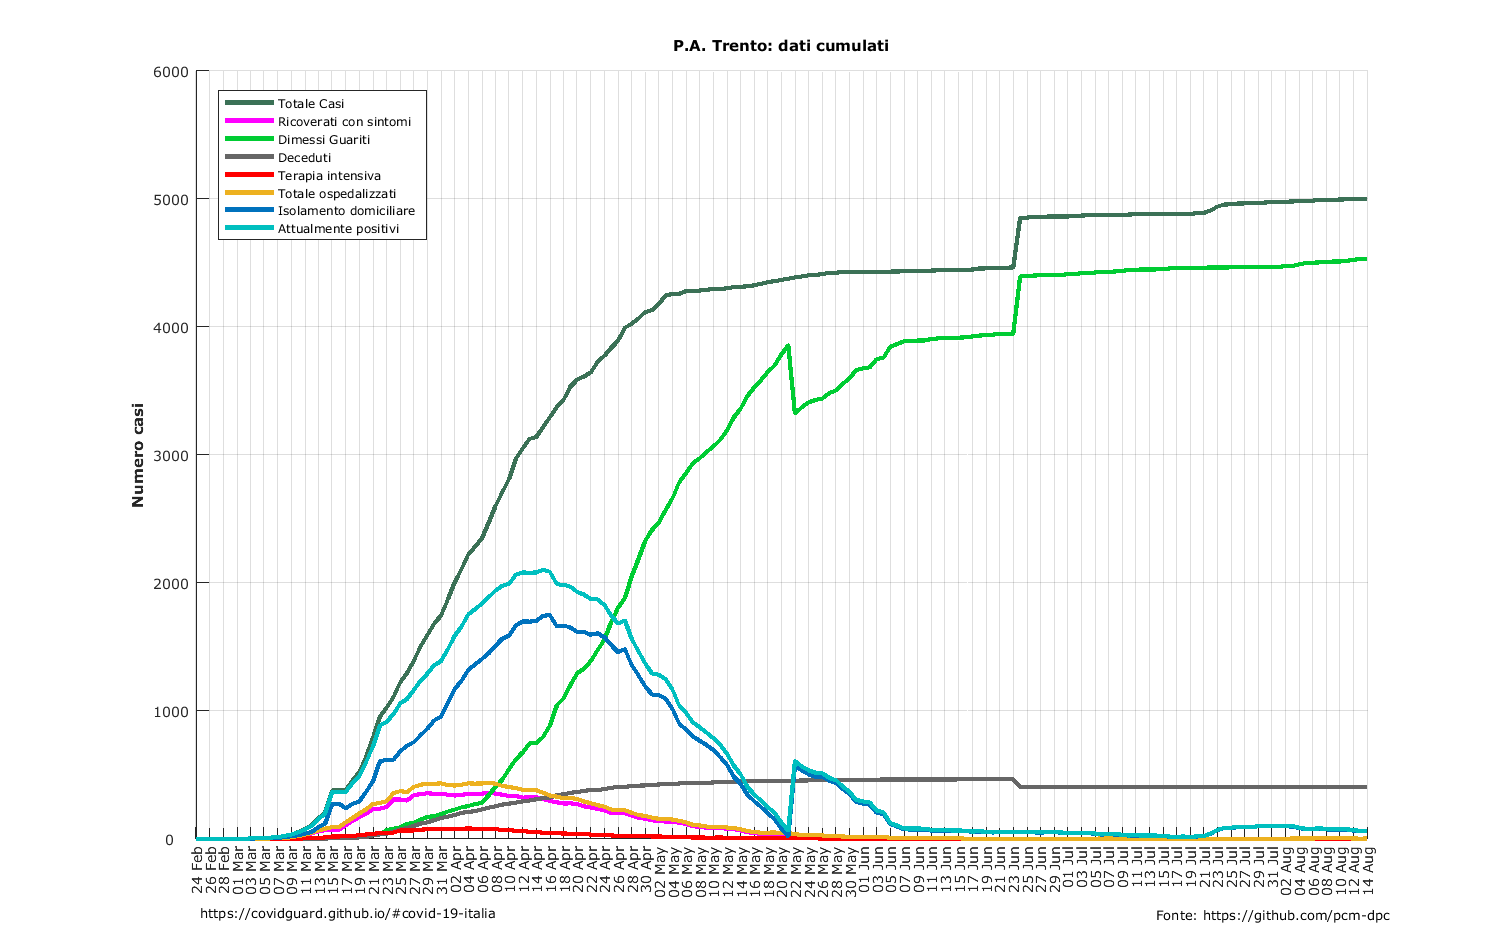 P.A. Trento: dati cumulati
6000
5000
4000
3000
2000
1000
0
Numero casi
Totale Casi
Ricoverati con sintomi
Dimessi Guariti
Deceduti
Terapia intensiva
Totale ospedalizzati
Isolamento domiciliare
Attualmente positivi
24 Feb
26 Feb
28 Feb
01 Mar
03 Mar
05 Mar
07 Mar
09 Mar
11 Mar
13 Mar
15 Mar
17 Mar
19 Mar
21 Mar
23 Mar
25 Mar
27 Mar
29 Mar
31 Mar
02 Apr
04 Apr
06 Apr
08 Apr
10 Apr
12 Apr
14 Apr
16 Apr
18 Apr
20 Apr
22 Apr
24 Apr
26 Apr
28 Apr
30 Apr
02 May
04 May
06 May
08 May
10 May
12 May
14 May
16 May
18 May
20 May
22 May
24 May
26 May
28 May
30 May
01 Jun
03 Jun
05 Jun
07 Jun
09 Jun
11 Jun
13 Jun
15 Jun
17 Jun
19 Jun
21 Jun
23 Jun
25 Jun
27 Jun
29 Jun
01 Jul
03 Jul
05 Jul
07 Jul
09 Jul
11 Jul
13 Jul
15 Jul
17 Jul
19 Jul
21 Jul
23 Jul
25 Jul
27 Jul
29 Jul
31 Jul
02 Aug
04 Aug
06 Aug
08 Aug
10 Aug
12 Aug
14 Aug
https://covidguard.github.io/#covid-19-italia
Fonte: https://github.com/pcm-dpc